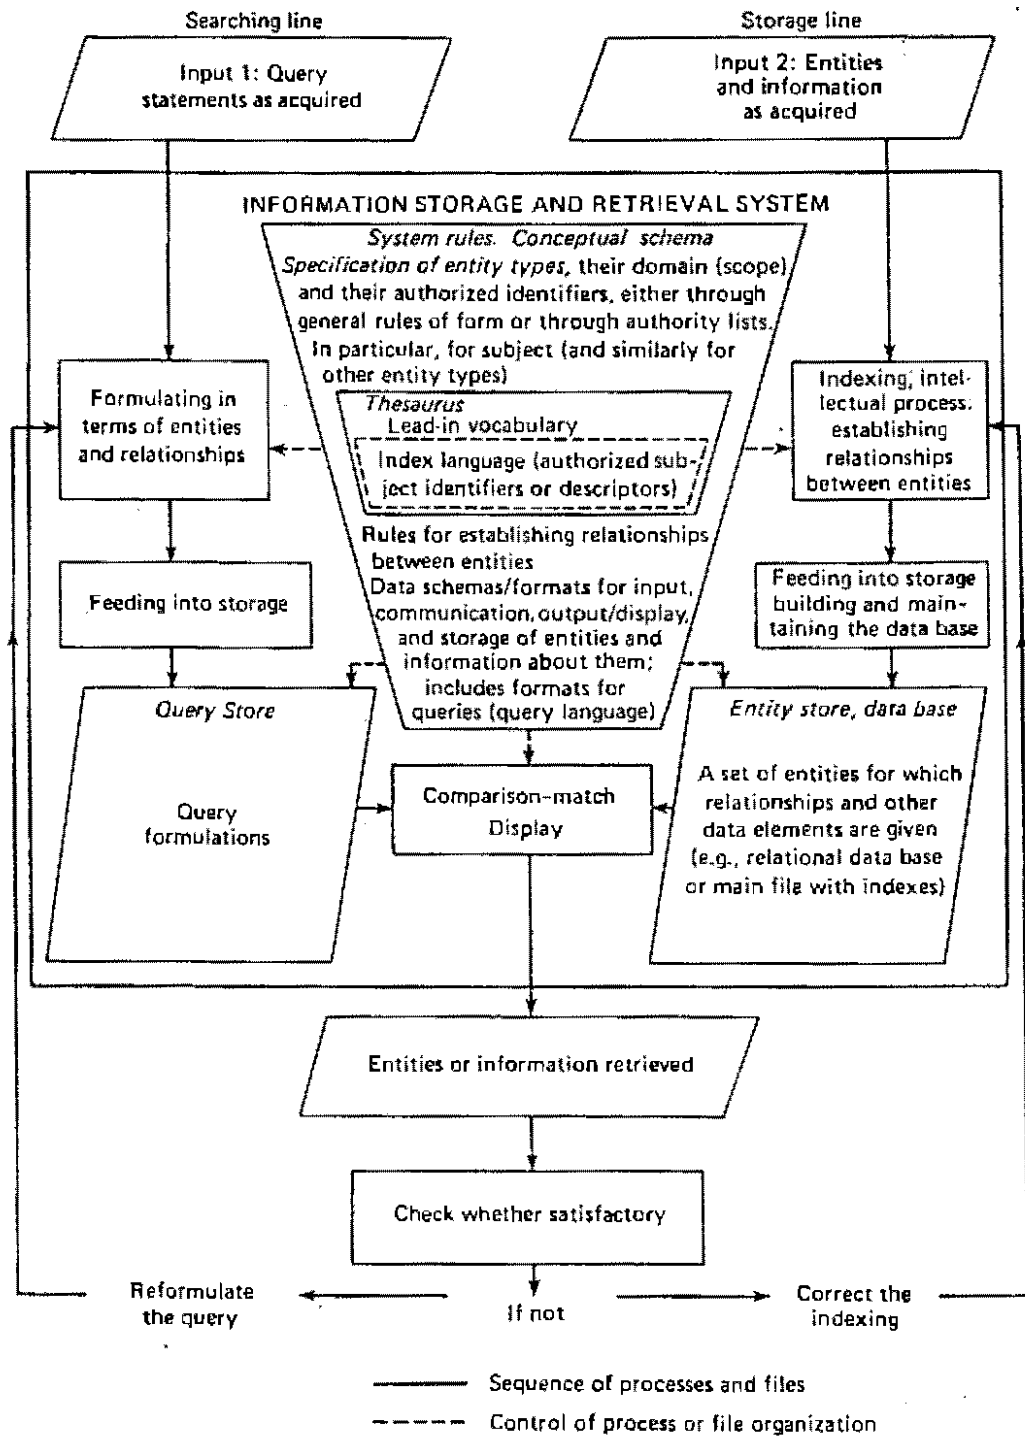 Searching line
Storage line
Input 1: Query
statements as acquired
Input 2: Entities
and information
as acquired
INFORMATION STORAGE AND RETRIEVAL SYSTEM
System rules. Conceptual schema
Specification of entity types, their domain (scope)
and their authorized identifiers, either through
general rules of form or through authority lists.
In particular, for subject (and similarly for
other entity types)
Thesaurus
Lead-in vocabulary
Index language (authorized sub-
ject identifiers or descriptors)
Rules for establishing relationships
between entities
Data schemas/formats for input,
communication, output/display,
and storage of entities and
information about them;
includes formats for
queries (query language)
Formulating in
terms of entities
and relationships
Indexing; intel-
lectual process;
establishing
relationships
between entities
Feeding into storage
Feeding into storage
building and main-
taining the data base
Query Store
Query
formulations
Comparison-match
Display
Entity store, data base
A set of entities for which
relationships and other
data elements are given
(e.g., relational data base
or main file with indexes)
Entities or information retrieved
Check whether satisfactory
Reformulate
the query
If not
Correct the
indexing
Sequence of processes and files
Control of process or file organization